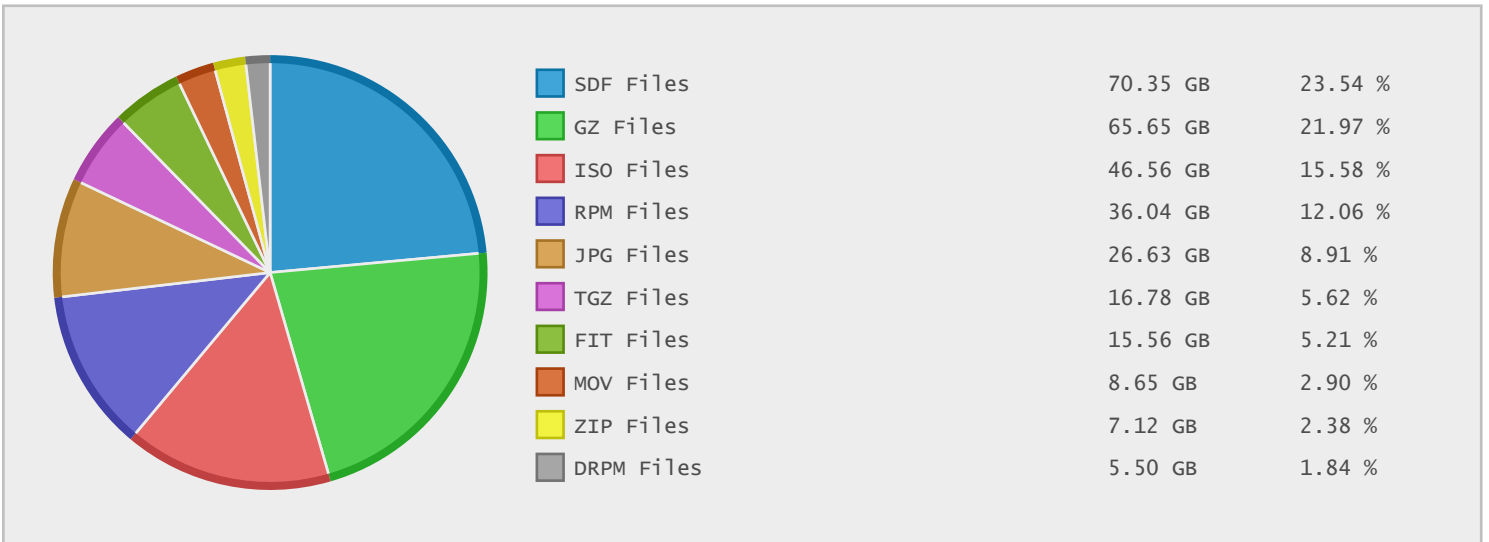 SDF Files 70.35 GB 23.54 %
GZ Files 65.65 GB 21.97 %
ISO Files 46.56 GB 15.58 %
RPM Files 36.04 GB 12.06 %
JPG Files 26.63 GB 8.91 %
TGZ Files 16.78 GB 5.62 %
FIT Files 15.56 GB 5.21 %
MOV Files 8.65 GB 2.90 %
ZIP Files 7.12 GB 2.38 %
DRPM Files 5.50 GB 1.84 %